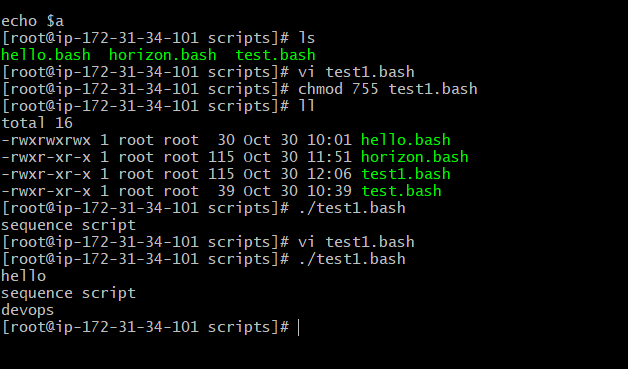 echo $a
[root@ip-172-31-34-101 scripts]# ls
hello.bash  horizon.bash  test.bash
[root@ip-172-31-34-101 scripts]# vi test1.bash
[root@ip-172-31-34-101 scripts]# chmod 755 test1.bash
[root@ip-172-31-34-101 scripts]# ll
total 16
-rwxrwxrwx 1 root root  30 Oct 30 10:01 hello.bash
-rwxr-xr-x 1 root root 115 Oct 30 11:51 horizon.bash
-rwxr-xr-x 1 root root 115 Oct 30 12:06 test1.bash
-rwxr-xr-x 1 root root  39 Oct 30 10:39 test.bash
[root@ip-172-31-34-101 scripts]# ./test1.bash
sequence script
[root@ip-172-31-34-101 scripts]# vi test1.bash
[root@ip-172-31-34-101 scripts]# ./test1.bash
hello
sequence script
devops
[root@ip-172-31-34-101 scripts]#